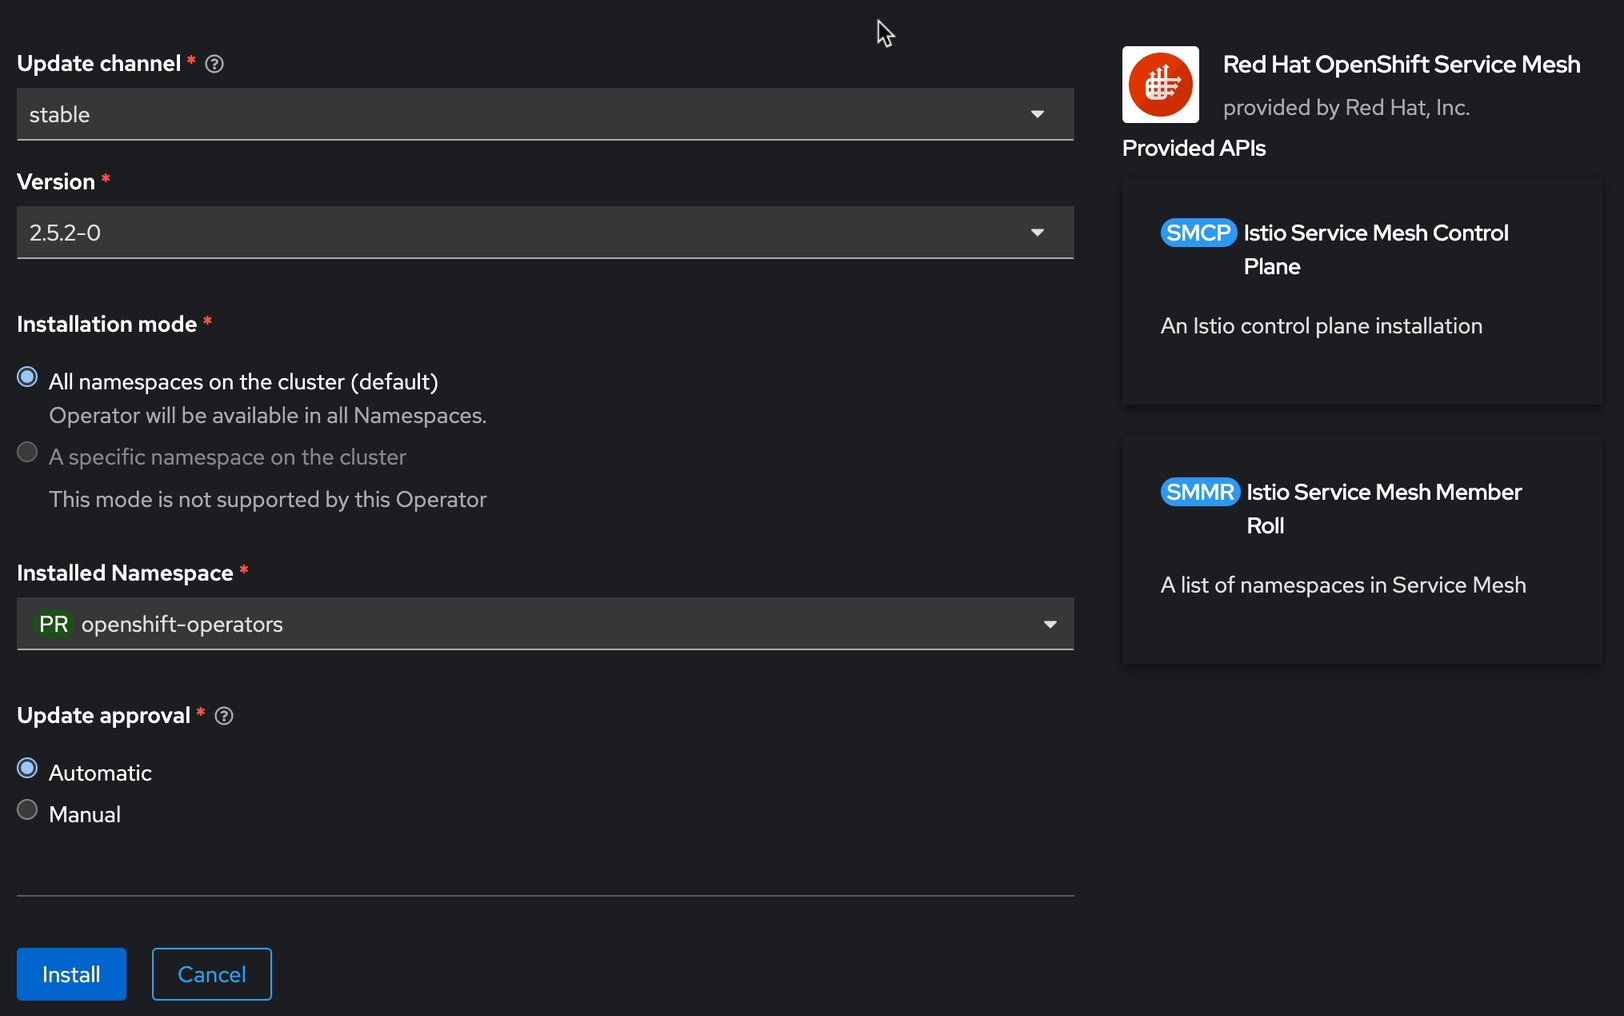 Update channel *
stable
Version *
2.5.2-0
Installation mode *
All namespaces on the cluster (default)
Operator will be available in all Namespaces.
A specific namespace on the cluster
This mode is not supported by this Operator
Installed Namespace *
PR openshift-operators
Update approval *
Automatic
Manual
Install
Cancel
Red Hat OpenShift Service Mesh
provided by Red Hat, Inc.
Provided APIs
SMCP Istio Service Mesh Control
Plane
An Istio control plane installation
SMMR Istio Service Mesh Member
Roll
A list of namespaces in Service Mesh